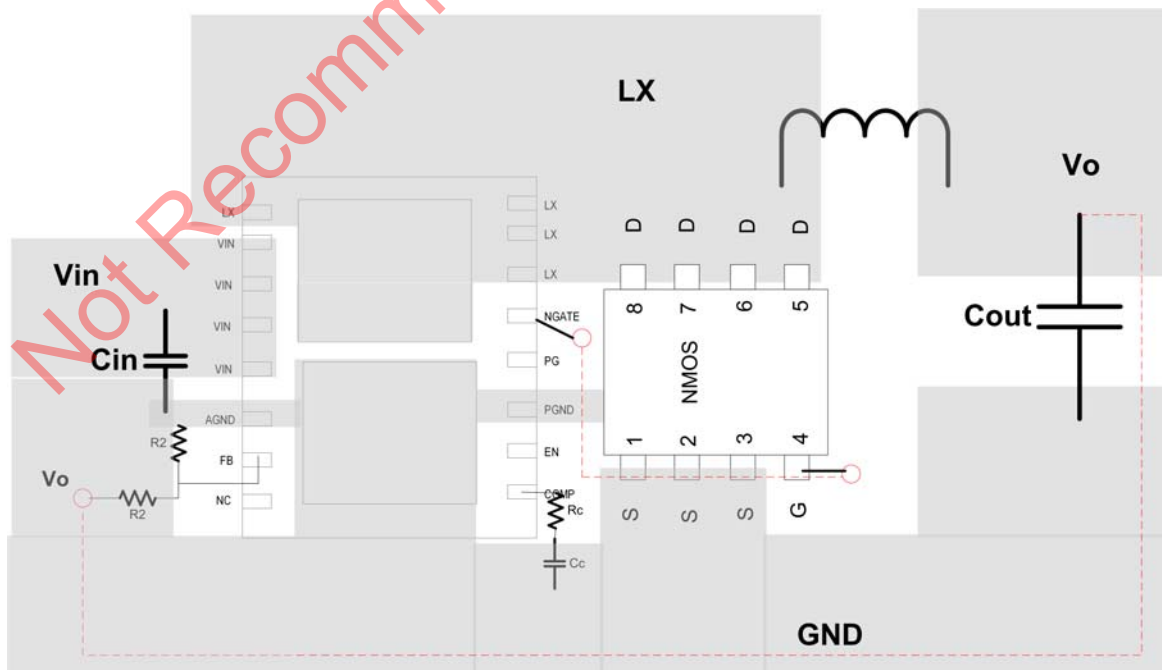 Not Recomm
LX
Vo
LX
VIN
VIN
VIN
VIN
AGND
FB
NC
LX
LX
LX
NGATE
PG
PGND
EN
COMP
D
D
D
D
8
7
6
5
NMOS
1
2
3
4
S
S
S
G
Vin
Cin
Cout
R2
Vo
R2
Rc
Cc
GND